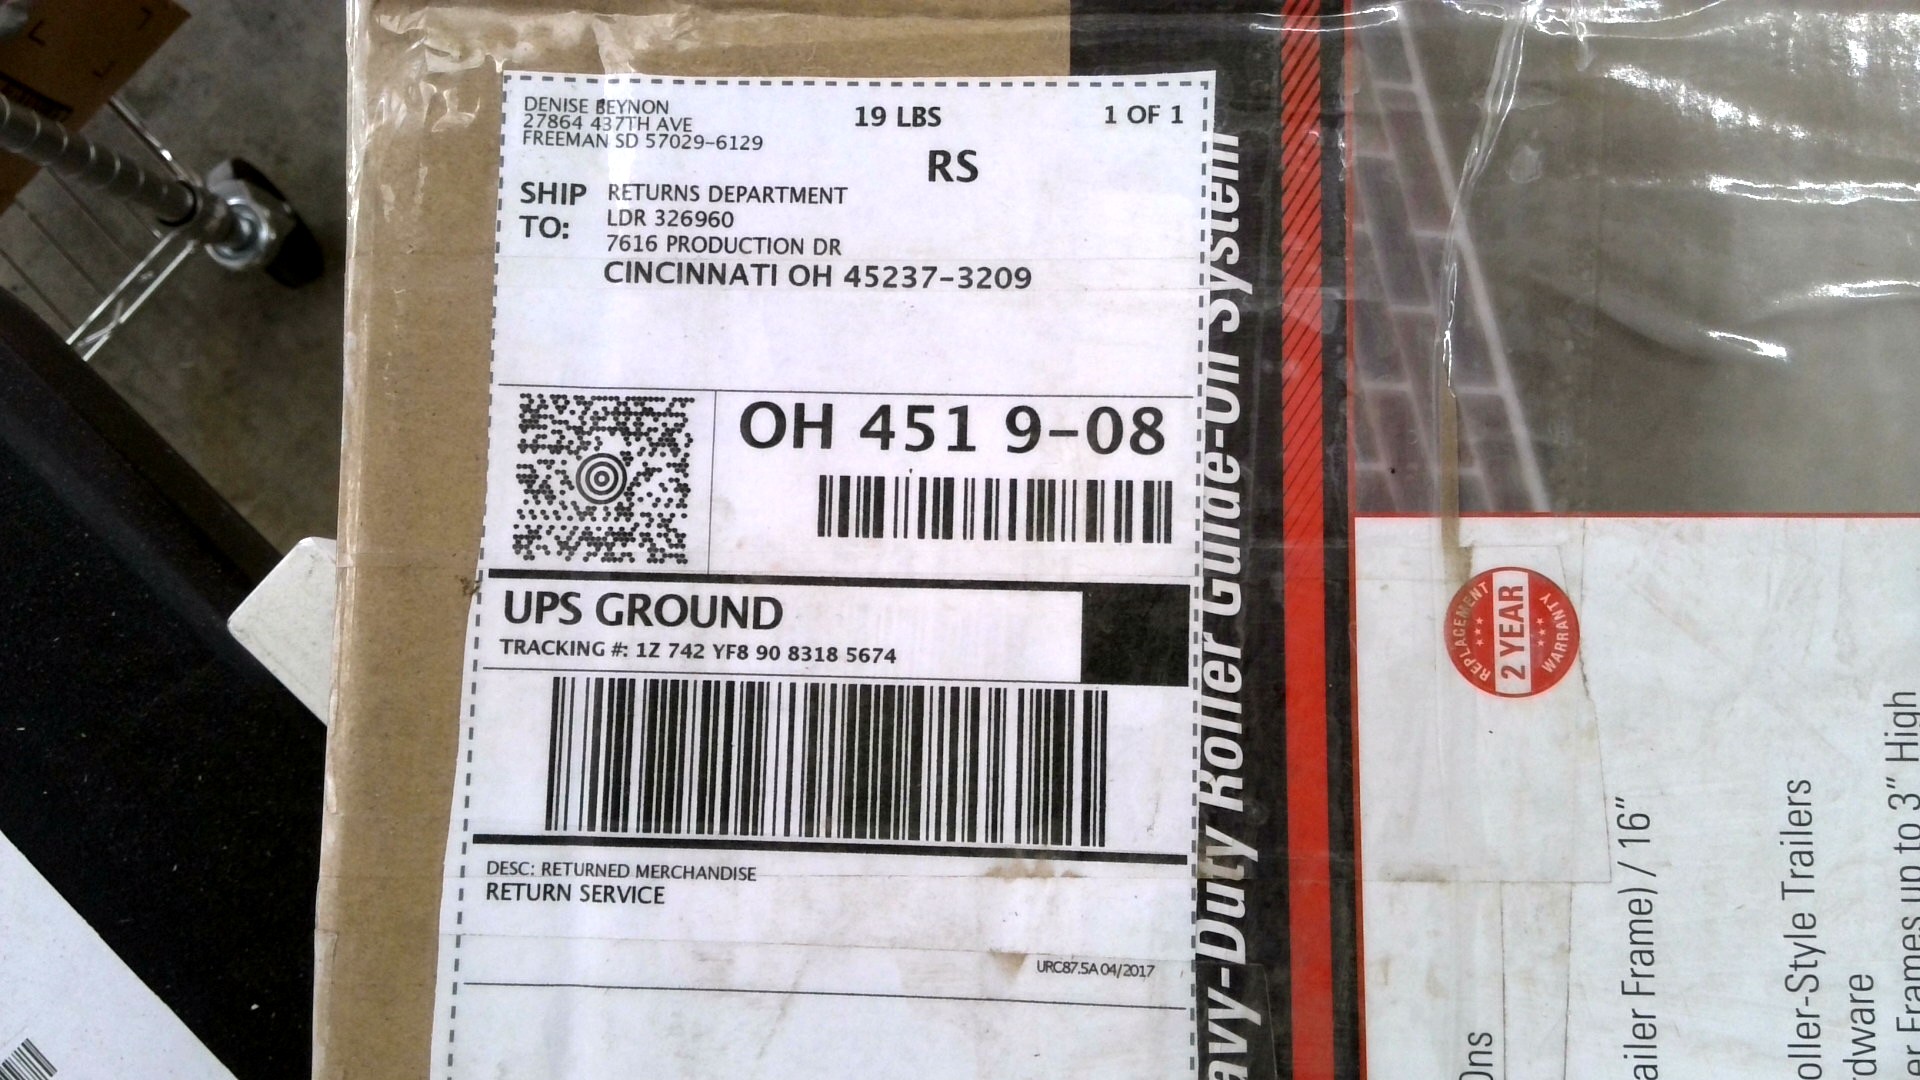 DENISE BEYNON
27864 437TH AVE
FREEMAN SD 57029-6129
19 LBS
1 OF 1
RS
SHIP TO:
RETURNS DEPARTMENT
LDR 326960
7616 PRODUCTION DR
CINCINNATI OH 45237-3209
OH 451 9-08
UPS GROUND
TRACKING #: 1Z 742 YF8 90 8318 5674
DESC: RETURNED MERCHANDISE
RETURN SERVICE
URC87.5A 04/2017
avy-Duty Roller Guide-On System
REPLACEMENT
2 YEAR
WARRANTY
Ons
ailer Frame) / 16”
oller-Style Trailers
rdware
er Frames up to 3” High